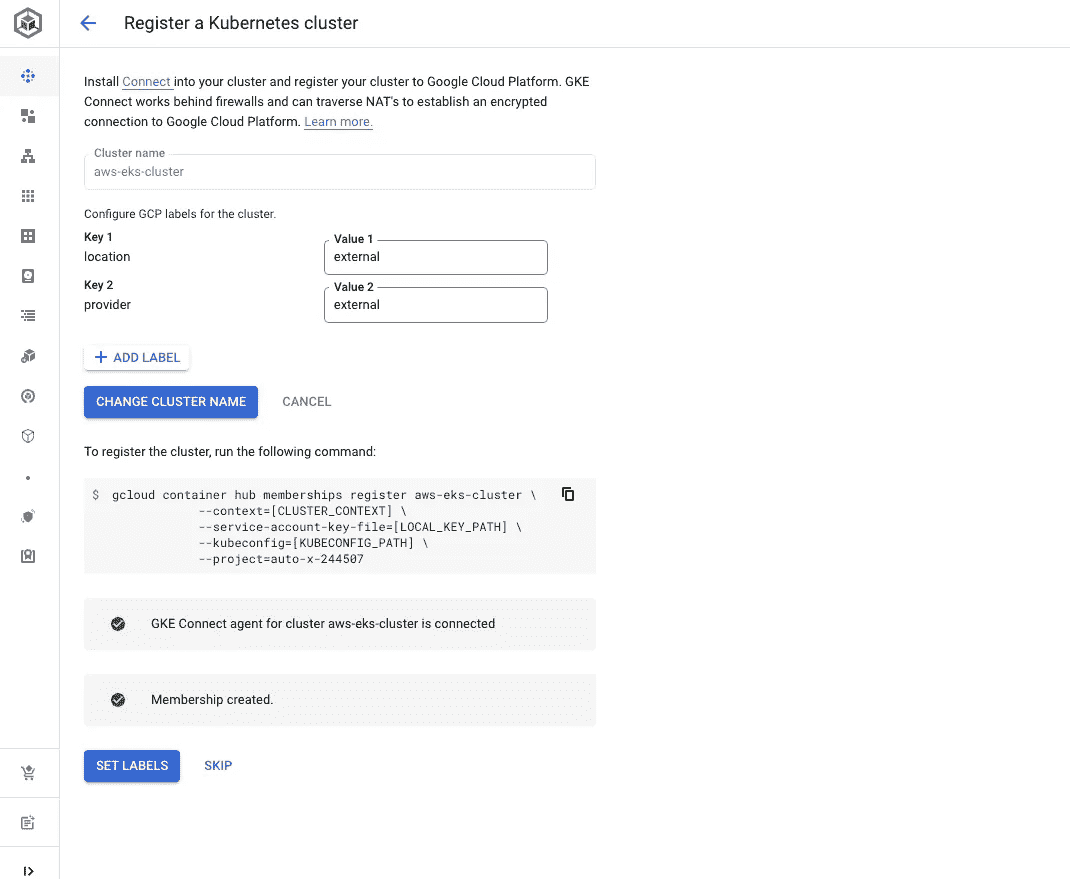 Register a Kubernetes cluster
Install Connect into your cluster and register your cluster to Google Cloud Platform. GKE
Connect works behind firewalls and can traverse NAT's to establish an encrypted
connection to Google Cloud Platform. Learn more.
Cluster name
aws-eks-cluster
Configure GCP labels for the cluster.
Key 1
location
Value 1
external
Key 2
provider
Value 2
external
ADD LABEL
CHANGE CLUSTER NAME
CANCEL
To register the cluster, run the following command:
$ gcloud container hub memberships register aws-eks-cluster \
--context=[CLUSTER_CONTEXT] \
--service-account-key-file=[LOCAL_KEY_PATH] \
--kubeconfig=[KUBECONFIG_PATH] \
--project=auto-x-244507
GKE Connect agent for cluster aws-eks-cluster is connected
Membership created.
SET LABELS
SKIP